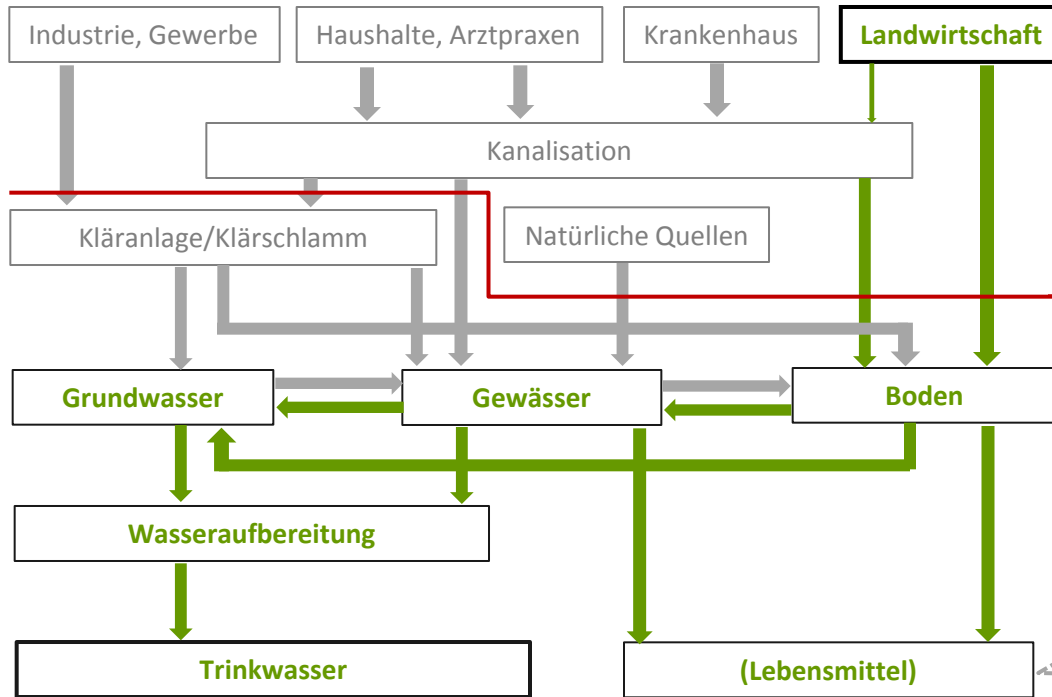 Industrie, Gewerbe
Haushalte, Arztpraxen
Krankenhaus
Landwirtschaft
Kanalisation
Kläranlage/Klärschlamm
Natürliche Quellen
Grundwasser
Gewässer
Boden
Wasseraufbereitung
Trinkwasser
(Lebensmittel)